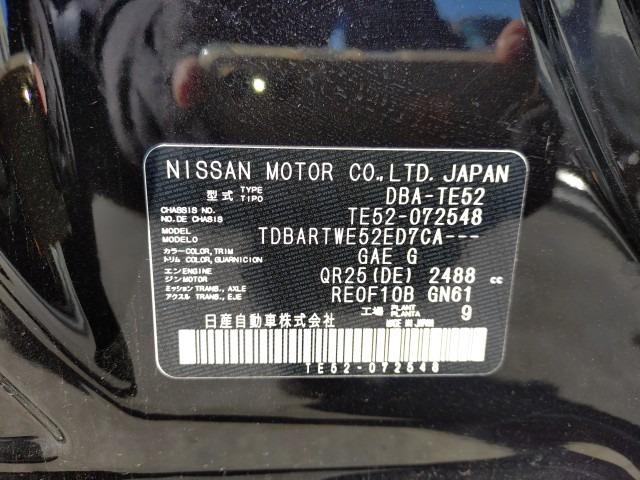 NISSAN MOTOR CO.,LTD. JAPAN
型式 TYPE TIPO DBA-TE52
CHASSIS NO. NO.DE CHASIS TE52-072548
MODEL MODELO TDBARTWE52ED7CA---
カラー COLOR, TRIM トリム COLOR, GUARNICION GAE G
エンジン ENGINE MOTOR QR25(DE) 2488 cc
ミッション TRANS., AXLE アクスル TRANS., EJE RE0F10B GN61
工場 PLANT PLANTA 9
日産自動車株式会社 MADE IN JAPAN
TE52-072548